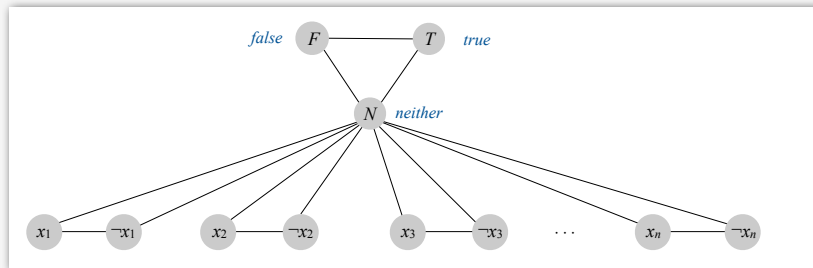 false F T true
N neither
x1 ¬x1 x2 ¬x2 x3 ¬x3 ... xn ¬xn